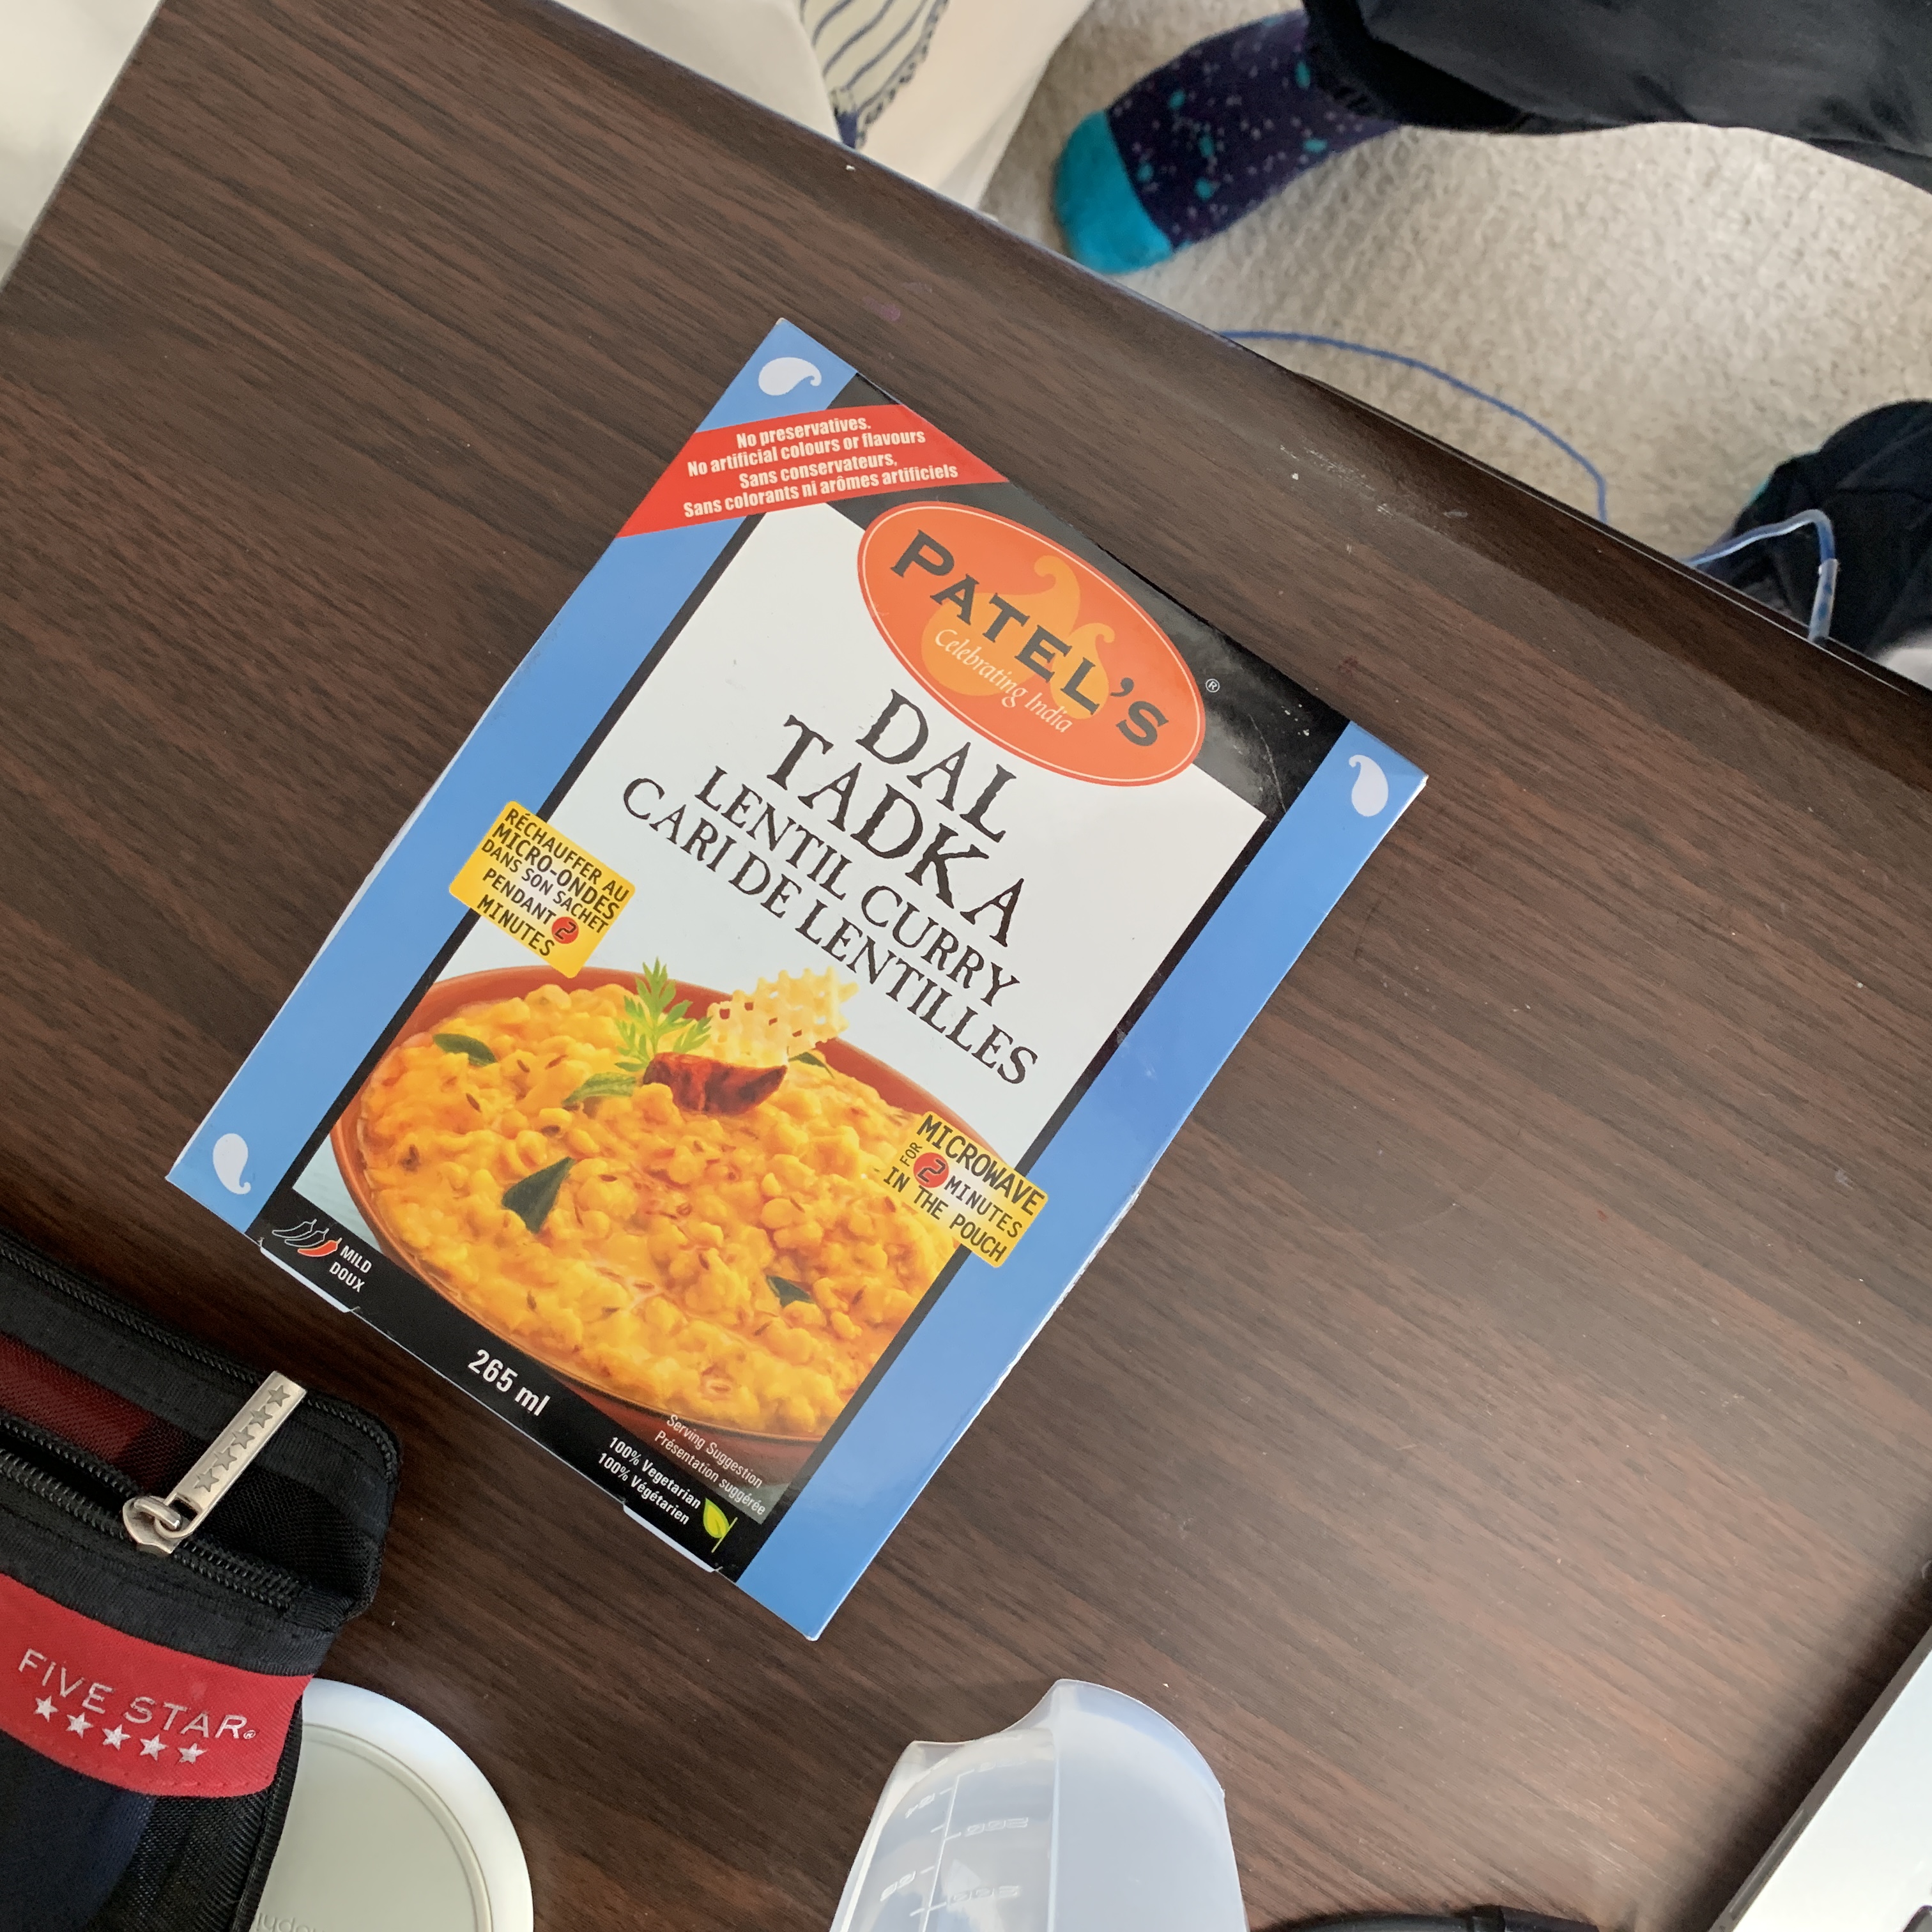 FIVE STAR®
PATEL'S®
Celebrating India
No preservatives.
No artificial colours or flavours
Sans conservateurs.
Sans colorants ni arômes artificiels
DAL
TADKA
LENTIL CURRY
CARI DE LENTILLES
RÉCHAUFFER AU
MICRO-ONDES
DANS SON SACHET
PENDANT 2
MINUTES
MICROWAVE
FOR 2 MINUTES
IN THE POUCH
MILD
DOUX
265 ml
Serving Suggestion
Présentation suggérée
100% Vegetarian
100% Végétarien